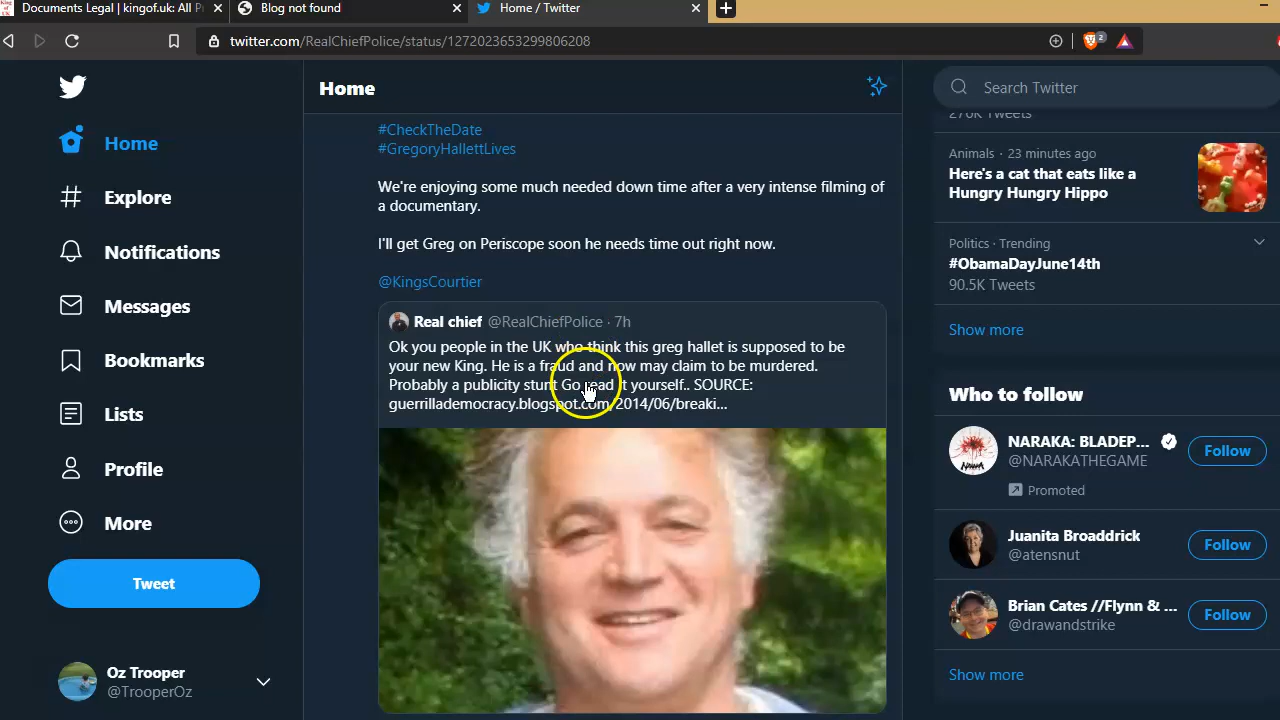 Documents Legal | kingof.uk: All P
Blog not found
Home / Twitter
twitter.com/RealChiefPolice/status/1272023653299806208
2
Home
Explore
Notifications
Messages
Bookmarks
Lists
Profile
More
Tweet
Oz Trooper
@TrooperOz
Home
#CheckTheDate
#GregoryHallettLives
We're enjoying some much needed down time after a very intense filming of
a documentary.
I'll get Greg on Periscope soon he needs time out right now.
@KingsCourtier
Real chief @RealChiefPolice · 7h
Ok you people in the UK who think this greg hallet is supposed to be
your new King. He is a fraud and now may claim to be murdered.
Probably a publicity stunt Go read it yourself.. SOURCE:
guerrillademocracy.blogspot.com/2014/06/breaki...
Search Twitter
276K Tweets
Animals · 23 minutes ago
Here's a cat that eats like a
Hungry Hungry Hippo
Politics · Trending
#ObamaDayJune14th
90.5K Tweets
Show more
Who to follow
NARAKA: BLADEP...
@NARAKATHEGAME
Follow
Promoted
Juanita Broaddrick
@atensnut
Follow
Brian Cates //Flynn & ...
@drawandstrike
Follow
Show more